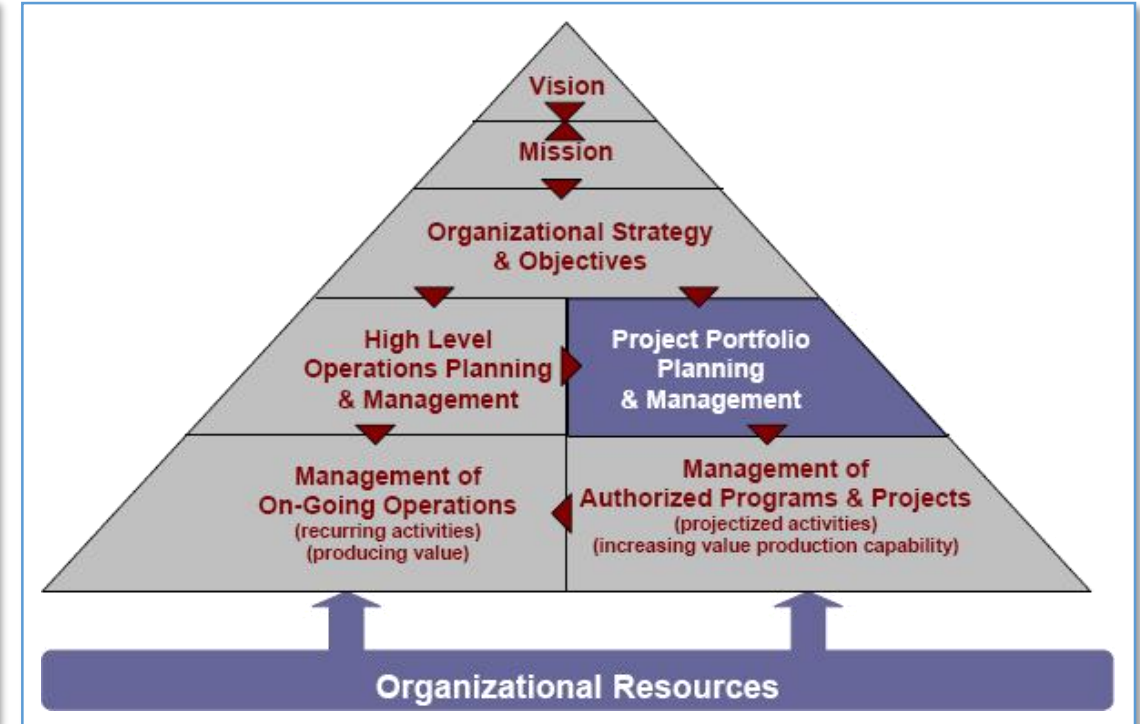 Vision
Mission
Organizational Strategy
& Objectives
High Level
Operations Planning
& Management
Project Portfolio
Planning
& Management
Management of
On-Going Operations
(recurring activities)
(producing value)
Management of
Authorized Programs & Projects
(projectized activities)
(increasing value production capability)
Organizational Resources